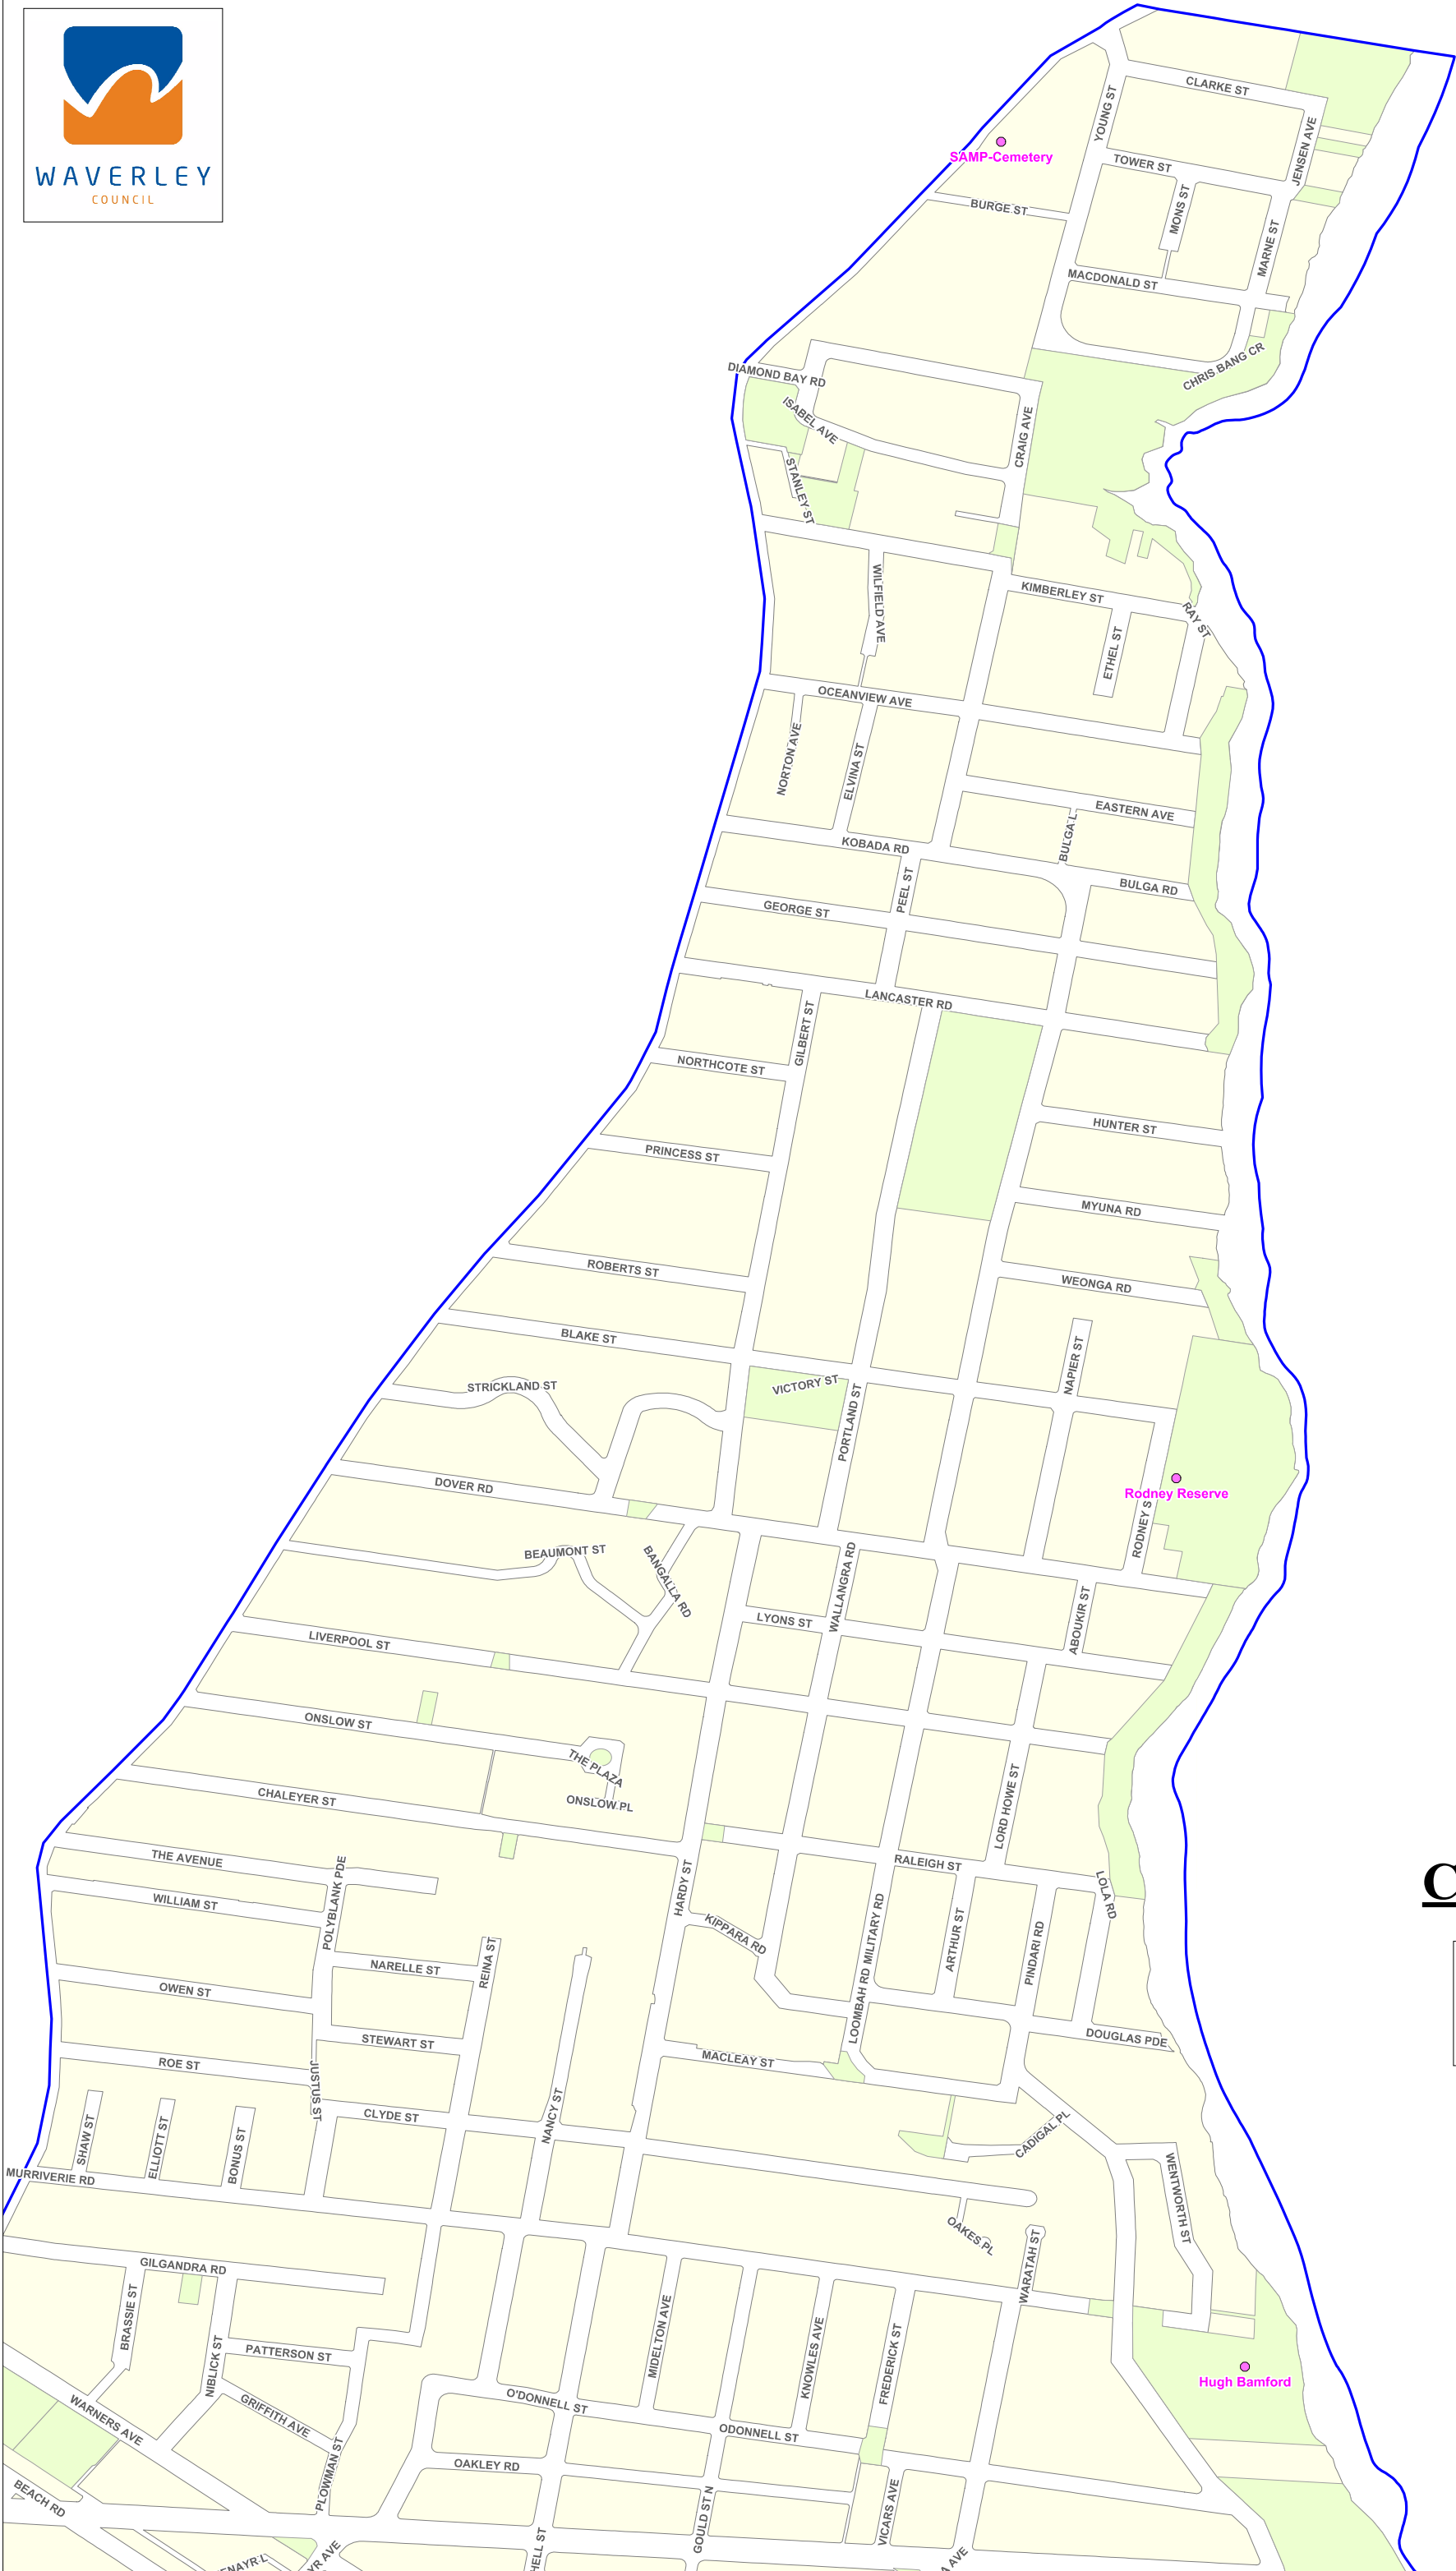 WAVERLEY
COUNCIL
CLARKE ST
YOUNG ST
JENSEN AVE
SAMP-Cemetery
TOWER ST
MONS ST
BURGE ST
MARNE ST
MACDONALD ST
CHRIS BANG CR
DIAMOND BAY RD
ISABEL AVE
CRAIG AVE
STANLEY ST
WILFIELD AVE
KIMBERLEY ST
RAY ST
ETHEL ST
OCEANVIEW AVE
NORTON AVE
ELVINA ST
EASTERN AVE
BULGA L
KOBADA RD
PEEL ST
BULGA RD
GEORGE ST
LANCASTER RD
GILBERT ST
NORTHCOTE ST
HUNTER ST
PRINCESS ST
MYUNA RD
ROBERTS ST
WEONGA RD
BLAKE ST
NAPIER ST
STRICKLAND ST
VICTORY ST
PORTLAND ST
DOVER RD
Rodney Reserve
RODNEY S
BEAUMONT ST
BANGALLA RD
WALLANGRA RD
LYONS ST
ABOUKIR ST
LIVERPOOL ST
ONSLOW ST
THE PLAZA
ONSLOW PL
CHALEYER ST
LORD HOWE ST
C
THE AVENUE
RALEIGH ST
HARDY ST
LOLA RD
WILLIAM ST
POLYBLANK PDE
KIPPARA RD
MILITARY RD
ARTHUR ST
PINDARI RD
NARELLE ST
REINA ST
OWEN ST
LOOMBAH RD
STEWART ST
DOUGLAS PDE
ROE ST
MACLEAY ST
JUSTUS ST
CLYDE ST
NANCY ST
CADIGAL PL
SHAW ST
ELLIOTT ST
BONUS ST
MURRIVERIE RD
WENTWORTH ST
OAKES PL
WARATAH ST
GILGANDRA RD
BRASSIE ST
MIDELTON AVE
KNOWLES AVE
FREDERICK ST
NIBLICK ST
PATTERSON ST
Hugh Bamford
WARNERS AVE
GRIFFITH AVE
O'DONNELL ST
ODONNELL ST
PLOWMAN ST
OAKLEY RD
BEACH RD
GOULD ST N
VICARS AVE
HELL ST
ENAYR L
YR AVE
A AVE